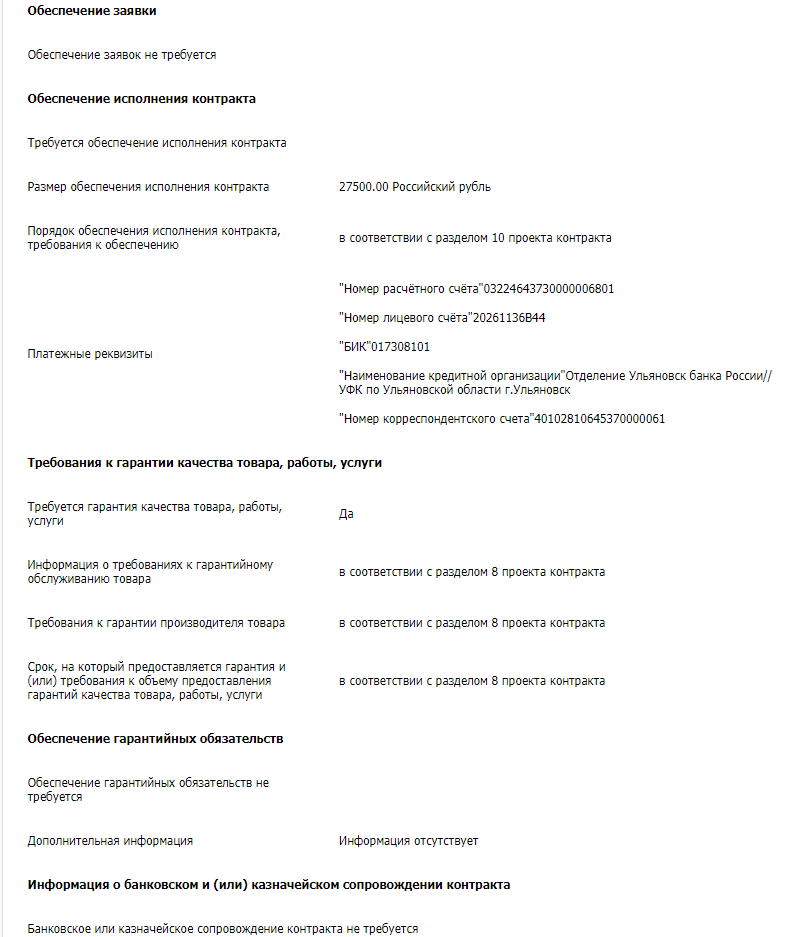 Обеспечение заявки
Обеспечение заявок не требуется
Обеспечение исполнения контракта
Требуется обеспечение исполнения контракта
Размер обеспечения исполнения контракта
27500.00 Российский рубль
Порядок обеспечения исполнения контракта,
требования к обеспечению
в соответствии с разделом 10 проекта контракта
Платежные реквизиты
"Номер расчётного счёта"03224643730000006801
"Номер лицевого счёта"20261136В44
"БИК"017308101
"Наименование кредитной организации"Отделение Ульяновск банка России//
УФК по Ульяновской области г.Ульяновск
"Номер корреспондентского счета"40102810645370000061
Требования к гарантии качества товара, работы, услуги
Требуется гарантия качества товара, работы,
услуги
Да
Информация о требованиях к гарантийному
обслуживанию товара
в соответствии с разделом 8 проекта контракта
Требования к гарантии производителя товара
в соответствии с разделом 8 проекта контракта
Срок, на который предоставляется гарантия и
(или) требования к объему предоставления
гарантий качества товара, работы, услуги
в соответствии с разделом 8 проекта контракта
Обеспечение гарантийных обязательств
Обеспечение гарантийных обязательств не
требуется
Дополнительная информация
Информация отсутствует
Информация о банковском и (или) казначейском сопровождении контракта
Банковское или казначейское сопровождение контракта не требуется